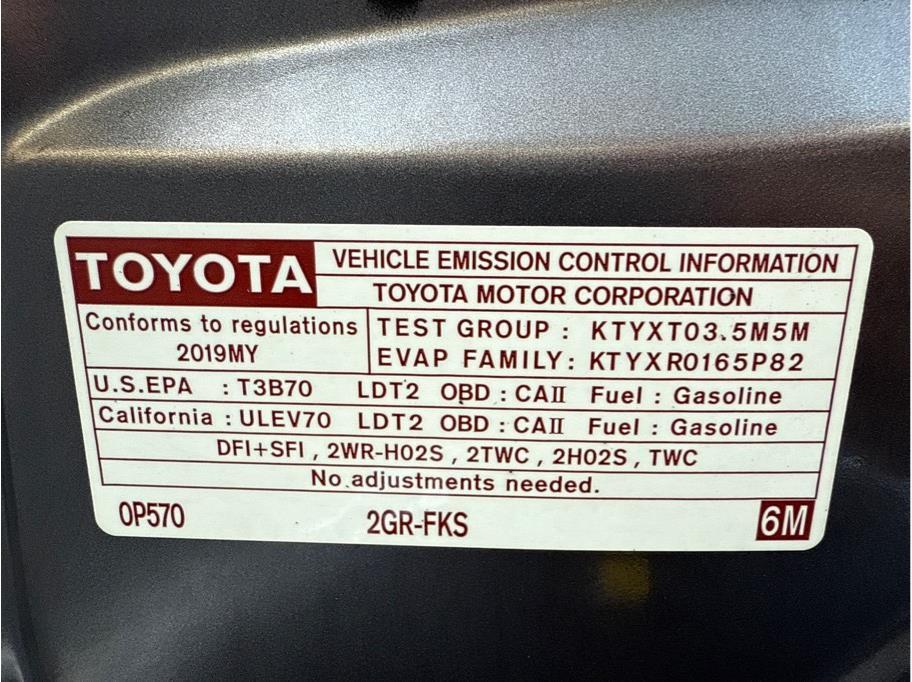 TOYOTA VEHICLE EMISSION CONTROL INFORMATION
TOYOTA MOTOR CORPORATION
Conforms to regulations
2019MY
TEST GROUP : KTYXT03.5M5M
EVAP FAMILY: KTYXR0165P82
U.S.EPA : T3B70 LDT2 OBD : CAII Fuel : Gasoline
California : ULEV70 LDT2 OBD : CAII Fuel : Gasoline
DFI+SFI , 2WR-HO2S , 2TWC , 2HO2S , TWC
No adjustments needed.
0P570 2GR-FKS 6M